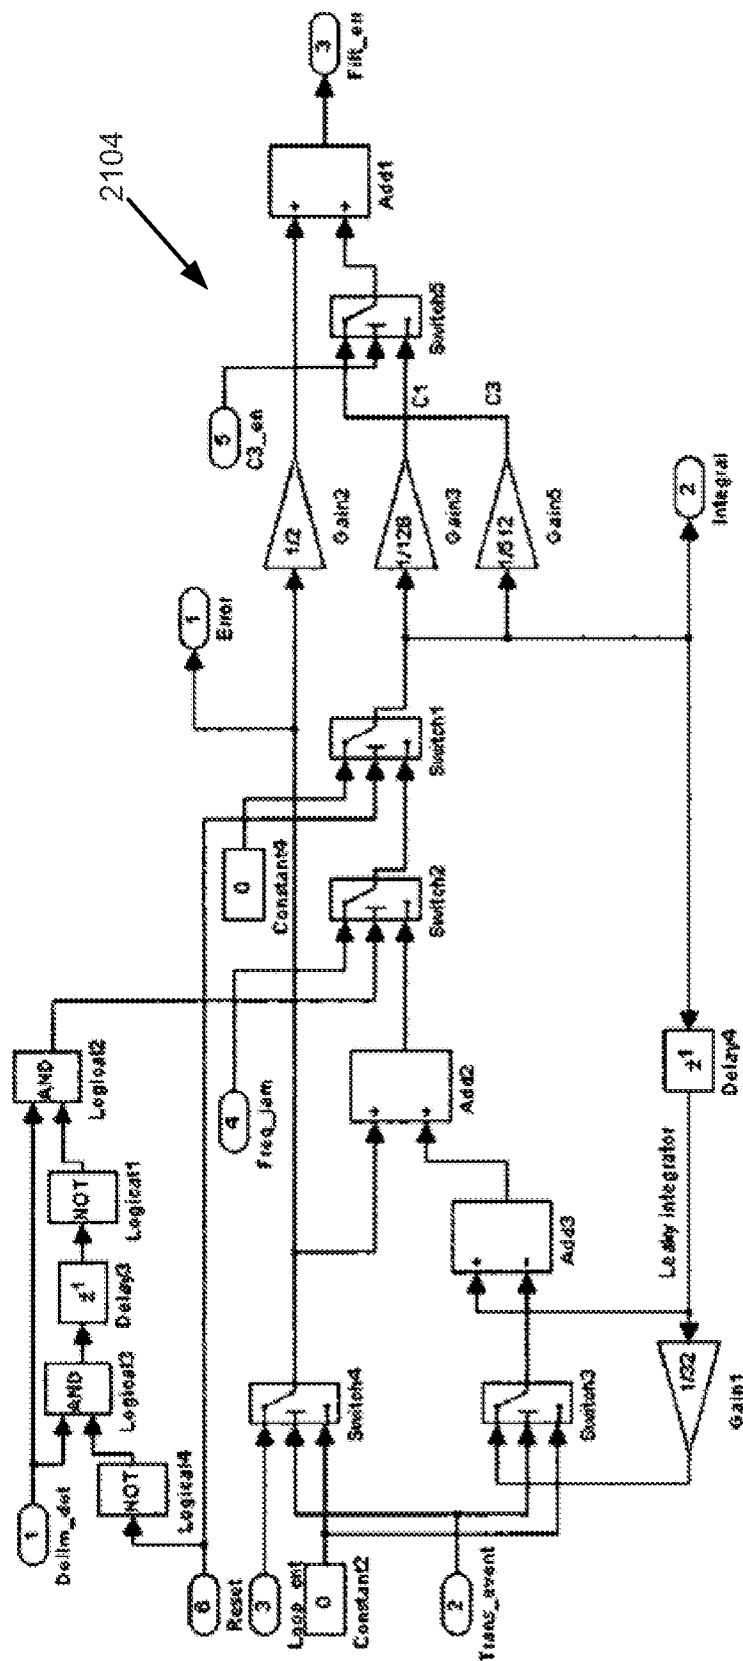 2104
3
Filt_en
Add1
Switch5
5
C3_en
C1
C3
1/2
Gain2
1/128
Gain3
1/512
Gain5
2
Integral
1
Error
Switch1
0
Constant4
Switch2
AND
Logical2
4
Freq_jam
Add2
z-1
Delay4
NOT
Logical1
z-1
Delay3
AND
Logical3
NOT
Logical4
1
Delim_det
Add3
Leaky integrator
1/32
Gain1
Switch4
Switch3
6
Reset
3
0
Constant2
2
Trans_event